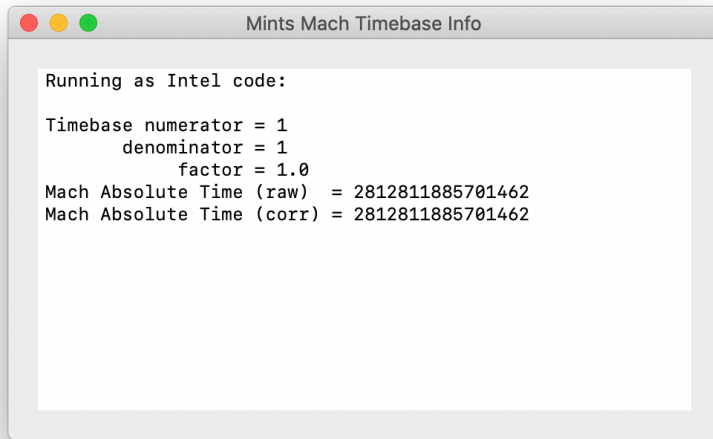 Mints Mach Timebase Info
Running as Intel code:
Timebase numerator = 1
denominator = 1
factor = 1.0
Mach Absolute Time (raw)  = 2812811885701462
Mach Absolute Time (corr) = 2812811885701462